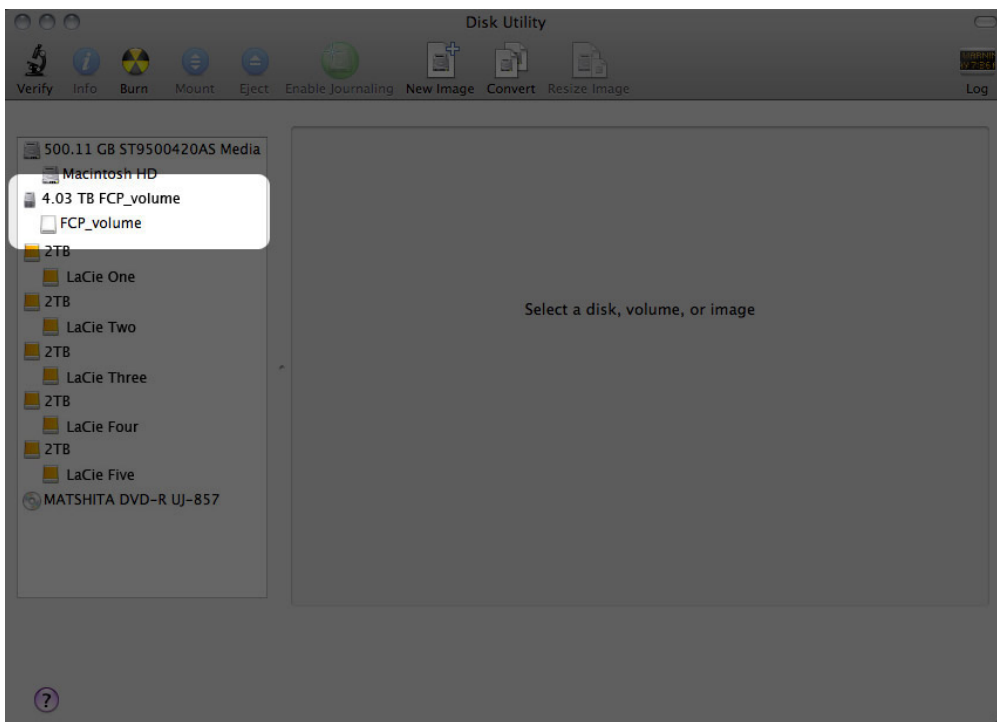 Disk Utility
Verify Info Burn Mount Eject Enable Journaling New Image Convert Resize Image Log
500.11 GB ST9500420AS Media
Macintosh HD
4.03 TB FCP_volume
FCP_volume
2TB
LaCie One
2TB
LaCie Two
2TB
LaCie Three
2TB
LaCie Four
2TB
LaCie Five
MATSHITA DVD-R UJ-857
Select a disk, volume, or image
?